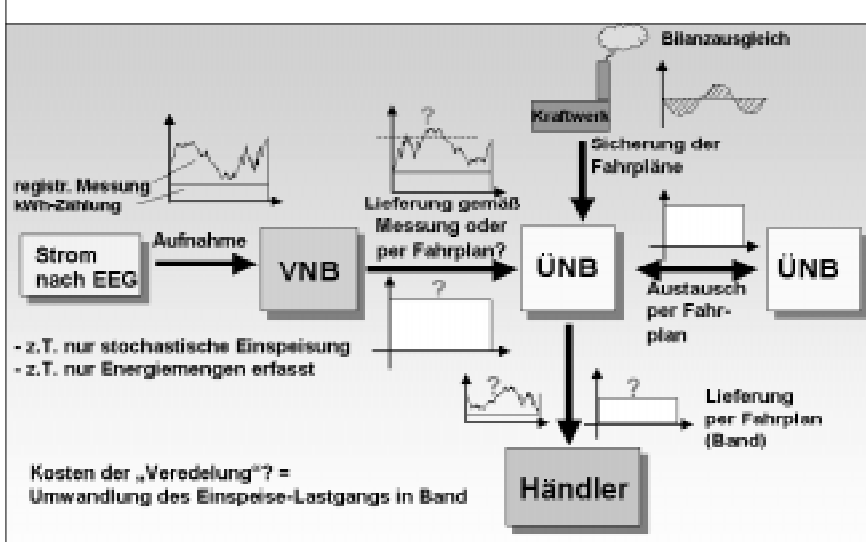 Bilanzausgleich
Kraftwerk
Sicherung der
Fahrpläne
registr. Messung
kWh-Zählung
?
Lieferung gemäß
Messung oder
per Fahrplan?
Strom
nach EEG
Aufnahme
VNB
ÜNB
Austausch
per Fahr-
plan
ÜNB
?
- z.T. nur stochastische Einspeisung
- z.T. nur Energiemengen erfasst
?
?
Lieferung
per Fahrplan
(Band)
Kosten der „Veredelung“? =
Umwandlung des Einspeise-Lastgangs in Band
Händler